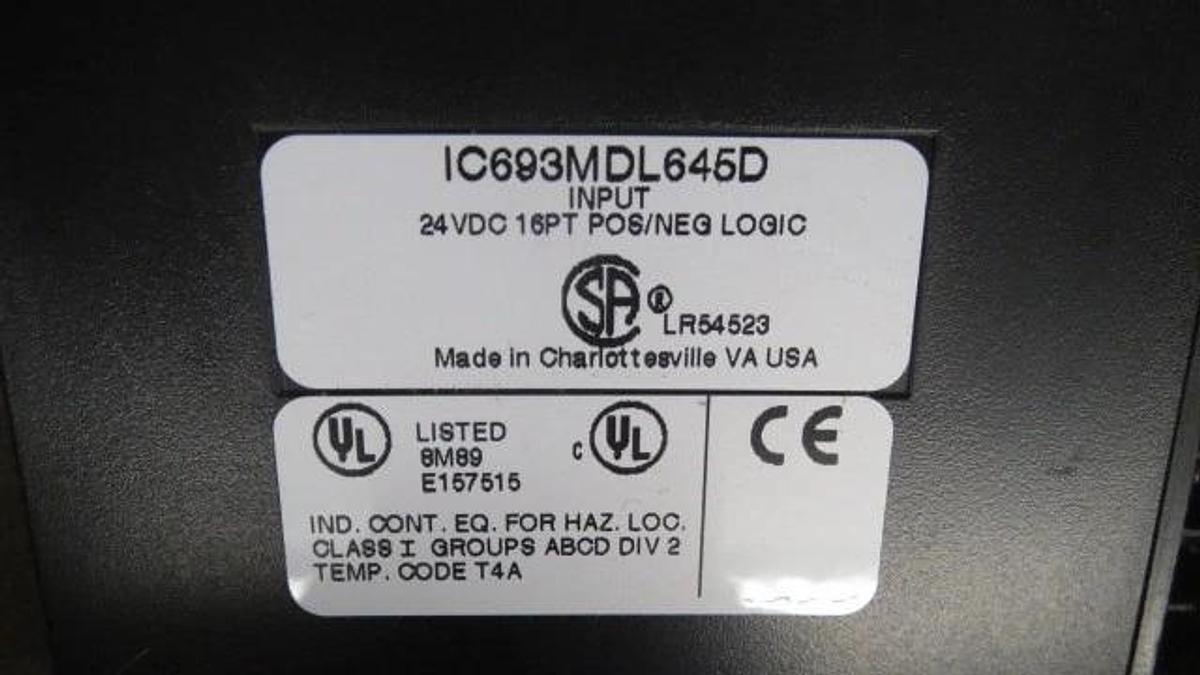 IC693MDL645D
INPUT
24VDC 16PT POS/NEG LOGIC
SA ®
LR54523
Made in Charlottesville VA USA
UL LISTED c UL CE
8M89
E157515
IND. CONT. EQ. FOR HAZ. LOC.
CLASS I GROUPS ABCD DIV 2
TEMP. CODE T4A